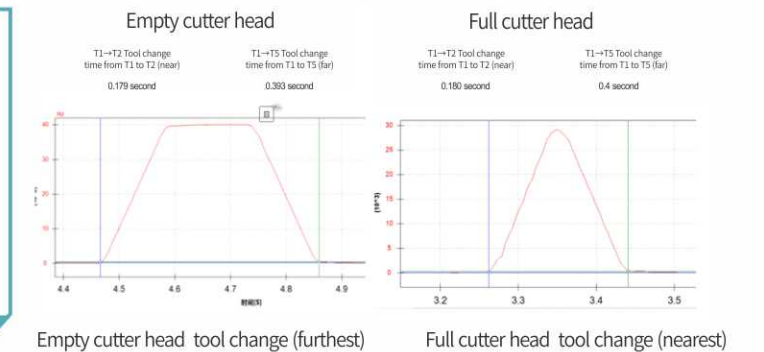 Empty cutter head
Full cutter head
T1→T2 Tool change
time from T1 to T2 (near)
T1→T5 Tool change
time from T1 to T5 (far)
T1→T2 Tool change
time from T1 to T2 (near)
T1→T5 Tool change
time from T1 to T5 (far)
0.179 second
0.393 second
0.180 second
0.4 second
40
30
20
10
0
4.4
4.5
4.6
4.7
4.8
4.9
30
25
20
15
10
5
0
(10^3)
3.2
3.3
3.4
3.5
Empty cutter head tool change (furthest)
Full cutter head tool change (nearest)